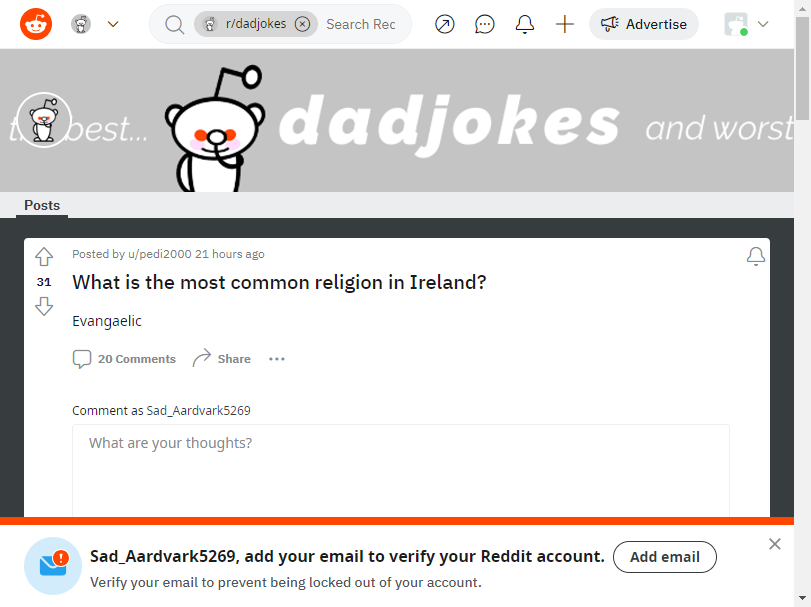 r/dadjokes
Search Rec
Advertise
the best...
dadjokes
and worst
Posts
Posted by u/pedi2000 21 hours ago
31
What is the most common religion in Ireland?
Evangaelic
20 Comments
Share
Comment as Sad_Aardvark5269
What are your thoughts?
Sad_Aardvark5269, add your email to verify your Reddit account.
Add email
Verify your email to prevent being locked out of your account.